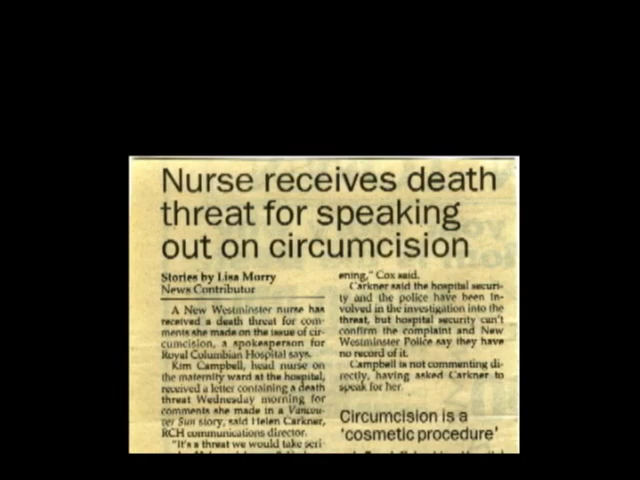 Nurse receives death
threat for speaking
out on circumcision
Stories by Lisa Morry
News Contributor
A New Westminster nurse has
received a death threat for com-
ments she made on the issue of cir-
cumcision, a spokesperson for
Royal Columbian Hospital says.
Kim Campbell, head nurse on
the maternity ward at the hospital,
received a letter containing a death
threat Wednesday morning for
comments she made in a Vancou-
ver Sun story, said Helen Carkner,
RCH communications director.
"It's a threat we would take seri-
ening," Cox said.
Carkner said the hospital securi-
ty and the police have been in-
volved in the investigation into the
threat, but hospital security can't
confirm the complaint and New
Westminster Police say they have
no record of it.
Campbell is not commenting di-
rectly, having asked Carkner to
speak for her.
Circumcision is a
'cosmetic procedure'